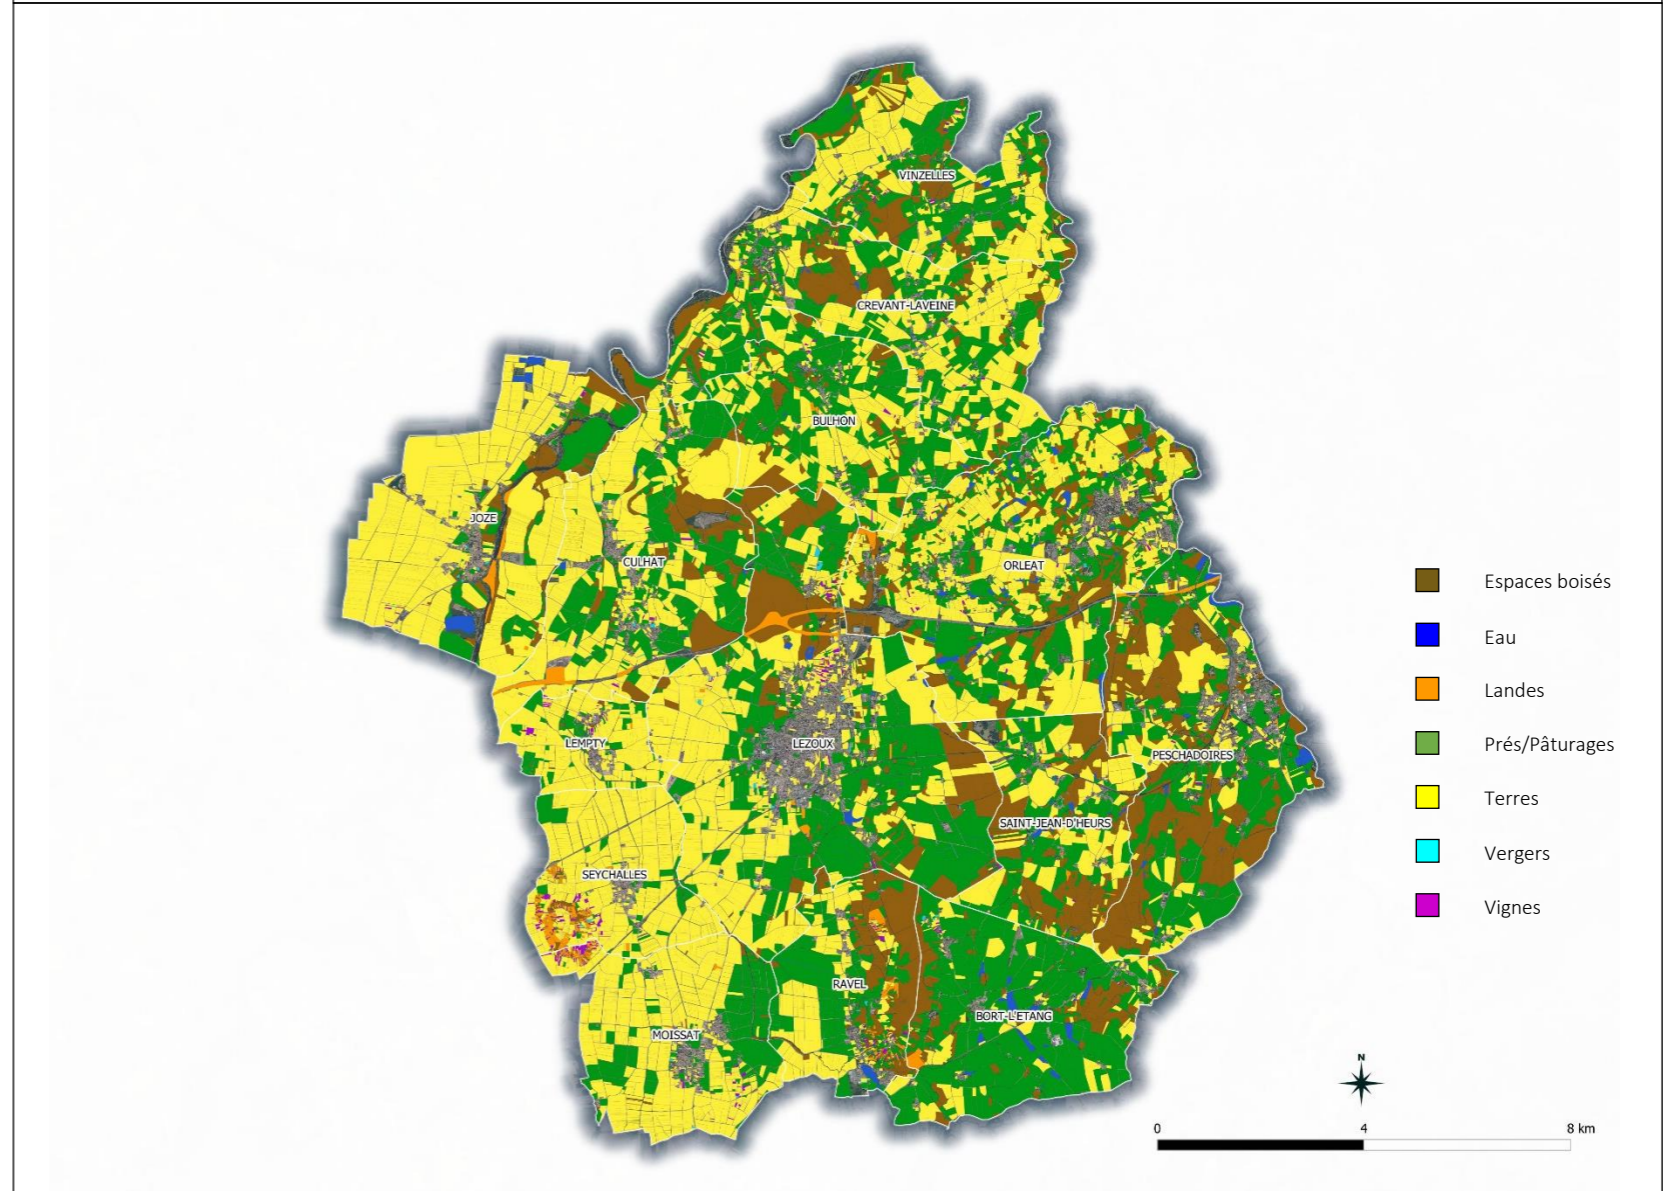 VINZELLES
CREVANT-LAVEINE
BULHON
JOZE
CULHAT
ORLEAT
LEMPTY
LEZOUX
PESCHADOIRES
SAINT-JEAN-D'HEURS
SEYCHALLES
RAVEL
BORT-L'ETANG
MOISSAT
Espaces boisés
Eau
Landes
Prés/Pâturages
Terres
Vergers
Vignes
N
0 4 8 km